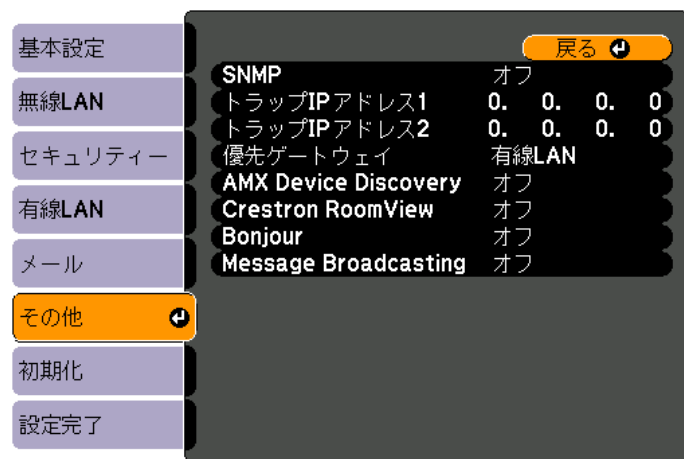 基本設定
無線LAN
セキュリティー
有線LAN
メール
その他
初期化
設定完了
戻る
SNMP オフ
トラップIPアドレス1 0. 0. 0. 0
トラップIPアドレス2 0. 0. 0. 0
優先ゲートウェイ 有線LAN
AMX Device Discovery オフ
Crestron RoomView オフ
Bonjour オフ
Message Broadcasting オフ